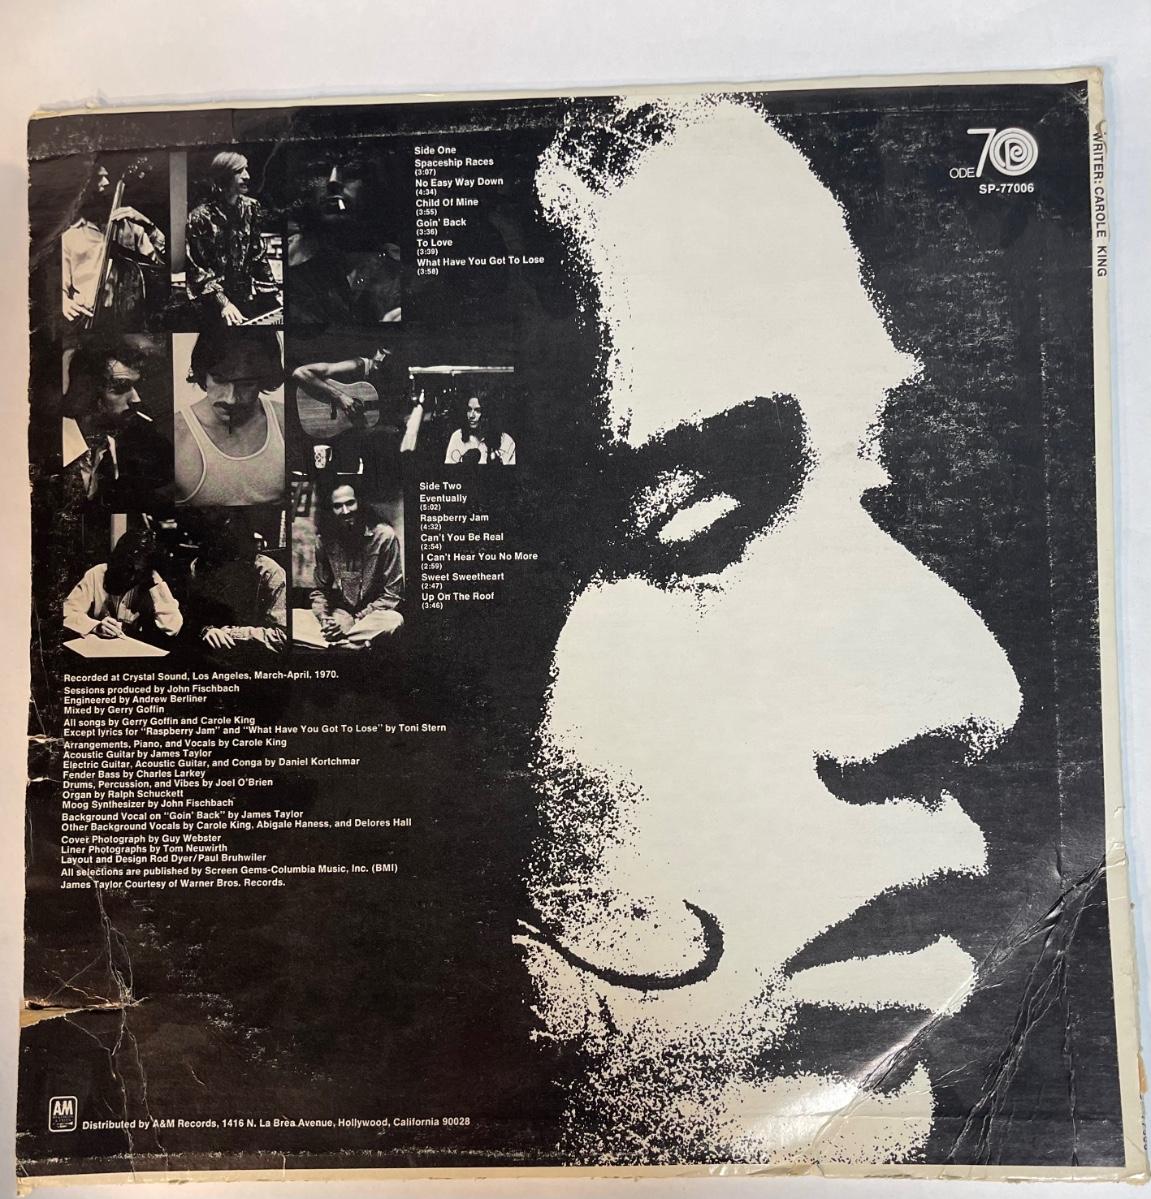 Side One
Spaceship Races
(3:07)
No Easy Way Down
(4:34)
Child Of Mine
(3:55)
Goin' Back
(3:36)
To Love
(3:39)
What Have You Got To Lose
(3:58)
ODE 70
SP-77006
WRITER: CAROLE KING
Side Two
Eventually
(5:02)
Raspberry Jam
(4:32)
Can't You Be Real
(2:54)
I Can't Hear You No More
(2:59)
Sweet Sweetheart
(2:47)
Up On The Roof
(3:46)
Recorded at Crystal Sound, Los Angeles, March-April, 1970.
Sessions produced by John Fischbach
Engineered by Andrew Berliner
Mixed by Gerry Goffin
All songs by Gerry Goffin and Carole King
Except lyrics for "Raspberry Jam" and "What Have You Got To Lose" by Toni Stern
Arrangements, Piano, and Vocals by Carole King
Acoustic Guitar by James Taylor
Electric Guitar, Acoustic Guitar, and Conga by Daniel Kortchmar
Fender Bass by Charles Larkey
Drums, Percussion, and Vibes by Joel O'Brien
Organ by Ralph Schuckett
Moog Synthesizer by John Fischbach
Background Vocal on "Goin' Back" by James Taylor
Other Background Vocals by Carole King, Abigale Haness, and Delores Hall
Cover Photograph by Guy Webster
Liner Photographs by Tom Neuwirth
Layout and Design Rod Dyer/Paul Bruhwiler
All selections are published by Screen Gems-Columbia Music, Inc. (BMI)
James Taylor Courtesy of Warner Bros. Records.
AM
Distributed by A&M Records, 1416 N. La Brea Avenue, Hollywood, California 90028